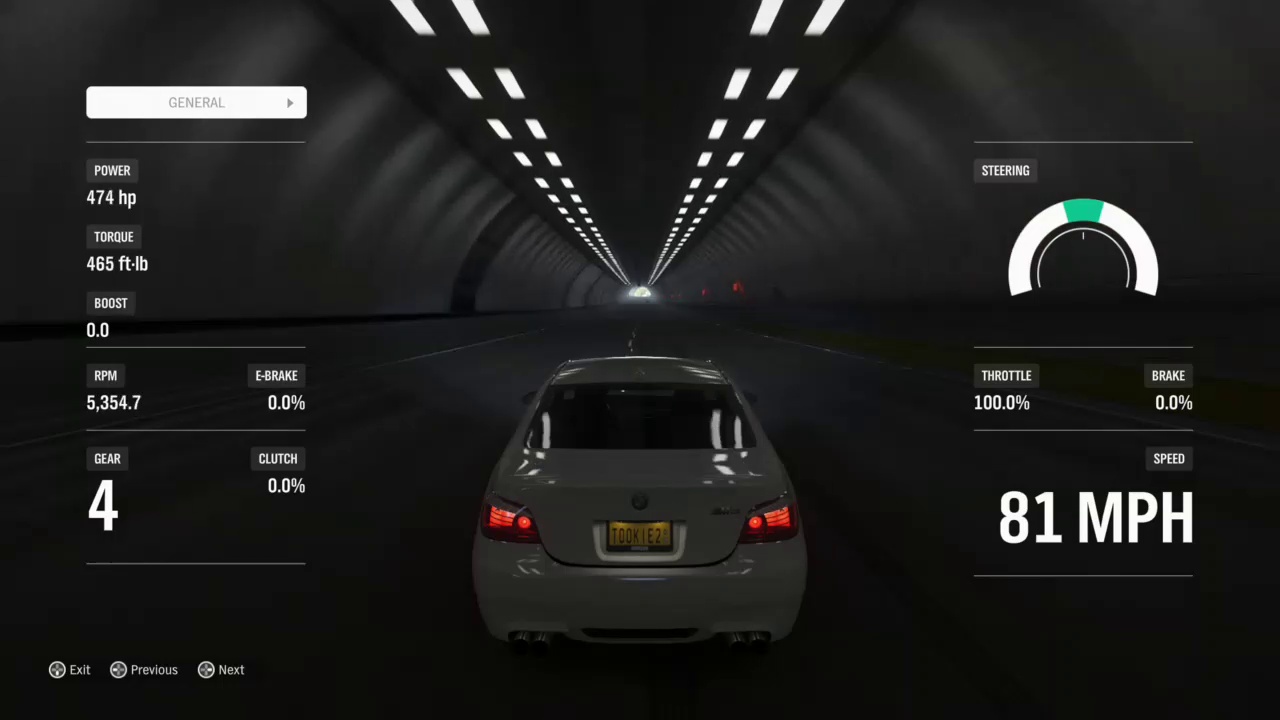 GENERAL
POWER
474 hp
TORQUE
465 ft·lb
BOOST
0.0
RPM
E-BRAKE
5,354.7
0.0%
GEAR
CLUTCH
4
0.0%
STEERING
THROTTLE
BRAKE
100.0%
0.0%
SPEED
81 MPH
TOOKIE2
Exit
Previous
Next